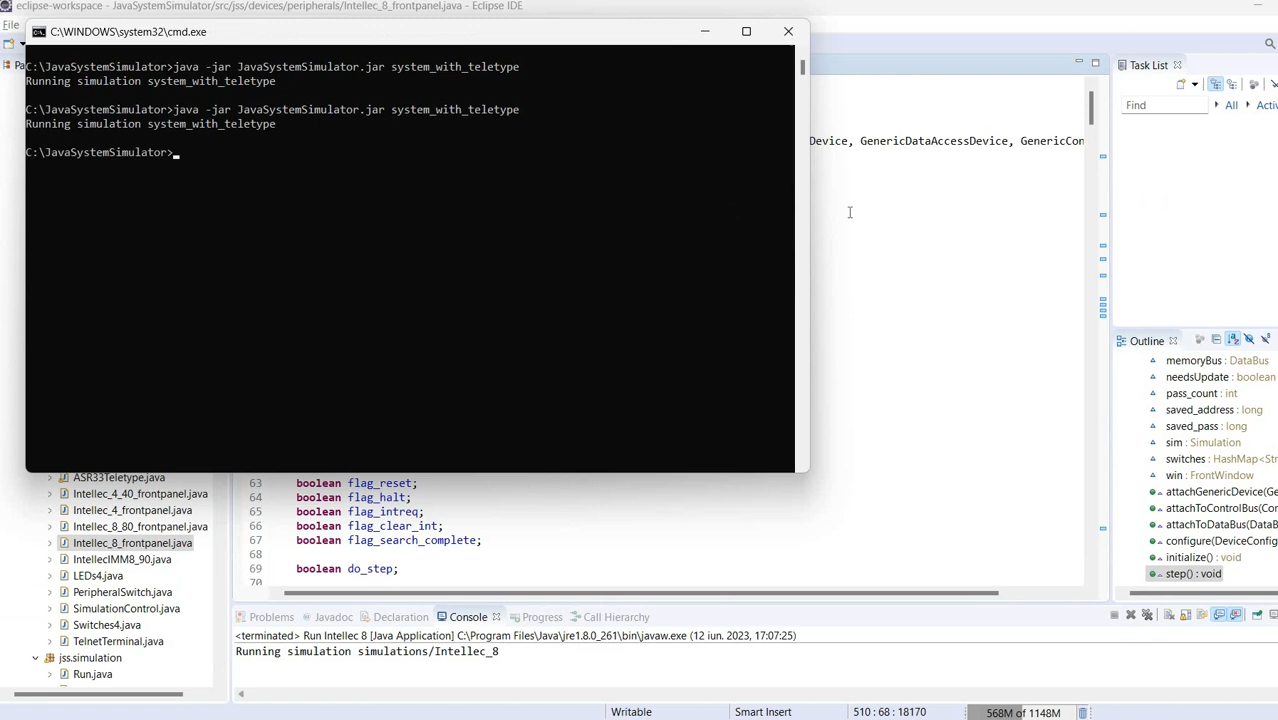 eclipse-workspace - JavaSystemSimulator/src/jss/devices/peripherals/Intellec_8_frontpanel.java - Eclipse IDE
File
C:\WINDOWS\system32\cmd.exe
C:\JavaSystemSimulator>java -jar JavaSystemSimulator.jar system_with_teletype
Running simulation system_with_teletype
C:\JavaSystemSimulator>java -jar JavaSystemSimulator.jar system_with_teletype
Running simulation system_with_teletype
C:\JavaSystemSimulator>
Pa
Device, GenericDataAccessDevice, GenericCon
Task List
Find
All
Activ
Outline
memoryBus : DataBus
needsUpdate : boolean
pass_count : int
saved_address : long
saved_pass : long
sim : Simulation
switches : HashMap<Str
win : FrontWindow
attachGenericDevice(Ge
attachToControlBus(Con
attachToDataBus(DataB
configure(DeviceConfig
initialize() : void
step() : void
ASR33Teletype.java
Intellec_4_40_frontpanel.java
Intellec_4_frontpanel.java
Intellec_8_80_frontpanel.java
Intellec_8_frontpanel.java
IntellecIMM8_90.java
LEDs4.java
PeripheralSwitch.java
SimulationControl.java
Switches4.java
TelnetTerminal.java
jss.simulation
Run.java
63 boolean flag_reset;
64 boolean flag_halt;
65 boolean flag_intreq;
66 boolean flag_clear_int;
67 boolean flag_search_complete;
68
69 boolean do_step;
70
Problems Javadoc Declaration Console Progress Call Hierarchy
<terminated> Run Intellec 8 [Java Application] C:\Program Files\Java\jre1.8.0_261\bin\javaw.exe (12 iun. 2023, 17:07:25)
Running simulation simulations/Intellec_8
Writable Smart Insert 510 : 68 : 18170 568M of 1148M